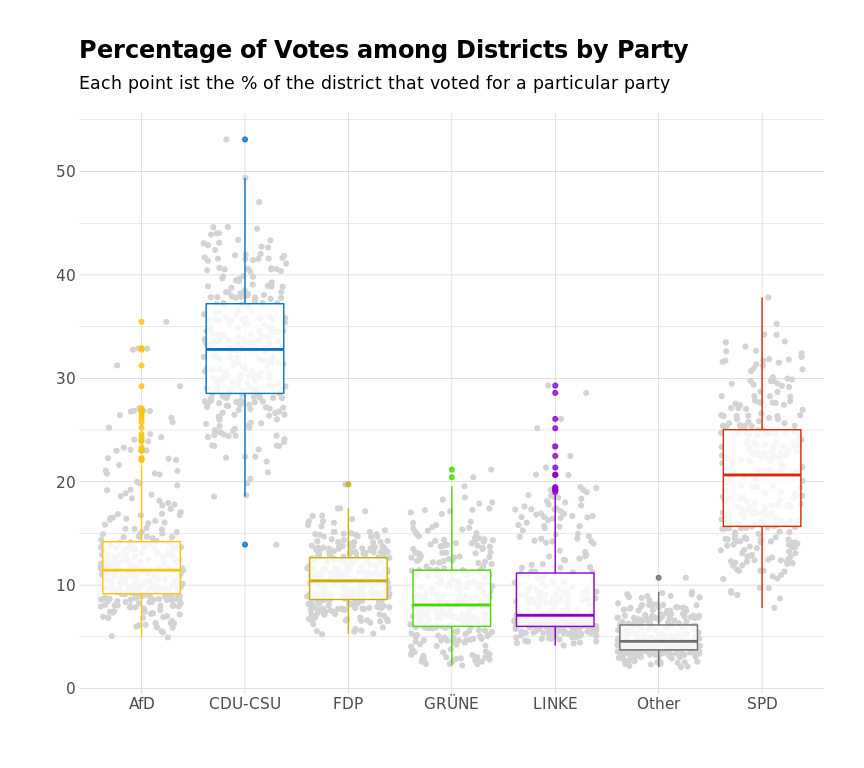 Percentage of Votes among Districts by Party
Each point ist the % of the district that voted for a particular party
50
40
30
20
10
0
AfD CDU-CSU FDP GRÜNE LINKE Other SPD